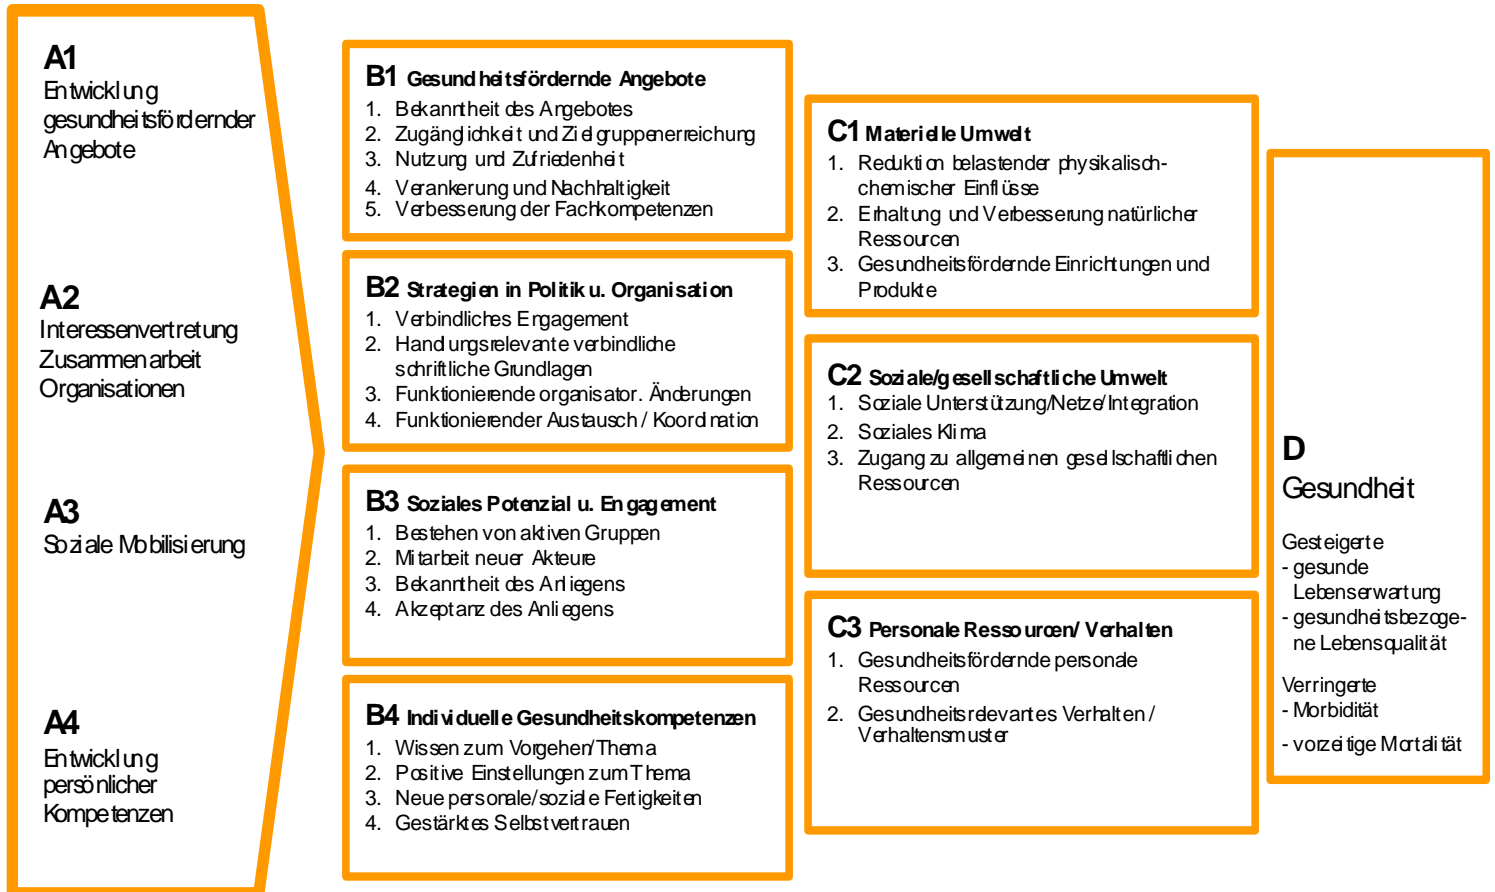 A1
Entwicklung
gesundheitsfördernder
Angebote
A2
Interessenvertretung
Zusammenarbeit
Organisationen
A3
Soziale Mobilisierung
A4
Entwicklung
persönlicher
Kompetenzen
B1 Gesundheitsfördernde Angebote
1. Bekanntheit des Angebotes
2. Zugänglichkeit und Zielgruppenerreichung
3. Nutzung und Zufriedenheit
4. Verankerung und Nachhaltigkeit
5. Verbesserung der Fachkompetenzen
B2 Strategien in Politik u. Organisation
1. Verbindliches Engagement
2. Handlungsrelevante verbindliche
schriftliche Grundlagen
3. Funktionierende organisator. Änderungen
4. Funktionierender Austausch / Koordination
B3 Soziales Potenzial u. Engagement
1. Bestehen von aktiven Gruppen
2. Mitarbeit neuer Akteure
3. Bekanntheit des Anliegens
4. Akzeptanz des Anliegens
B4 Individuelle Gesundheitskompetenzen
1. Wissen zum Vorgehen/Thema
2. Positive Einstellungen zum Thema
3. Neue personale/soziale Fertigkeiten
4. Gestärktes Selbstvertrauen
C1 Materielle Umwelt
1. Reduktion belastender physikalisch-
chemischer Einflüsse
2. Erhaltung und Verbesserung natürlicher
Ressourcen
3. Gesundheitsfördernde Einrichtungen und
Produkte
C2 Soziale/gesellschaftliche Umwelt
1. Soziale Unterstützung/Netze/Integration
2. Soziales Klima
3. Zugang zu allgemeinen gesellschaftlichen
Ressourcen
C3 Personale Ressourcen/ Verhalten
1. Gesundheitsfördernde personale
Ressourcen
2. Gesundheitsrelevantes Verhalten /
Verhaltensmuster
D
Gesundheit
Gesteigerte
- gesunde
Lebenserwartung
- gesundheitsbezoge-
ne Lebensqualität
Verringerte
- Morbidität
- vorzeitige Mortalität